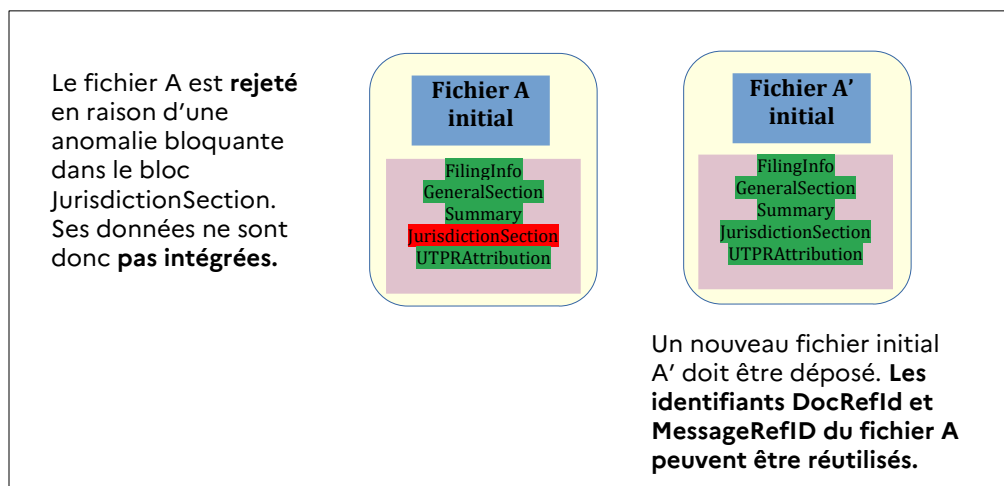 Le fichier A est rejeté
en raison d’une
anomalie bloquante
dans le bloc
JurisdictionSection.
Ses données ne sont
donc pas intégrées.
Fichier A
initial
FilingInfo
GeneralSection
Summary
JurisdictionSection
UTPRAttribution
Fichier A’
initial
FilingInfo
GeneralSection
Summary
JurisdictionSection
UTPRAttribution
Un nouveau fichier initial
A’ doit être déposé. Les
identifiants DocRefId et
MessageRefID du fichier A
peuvent être réutilisés.